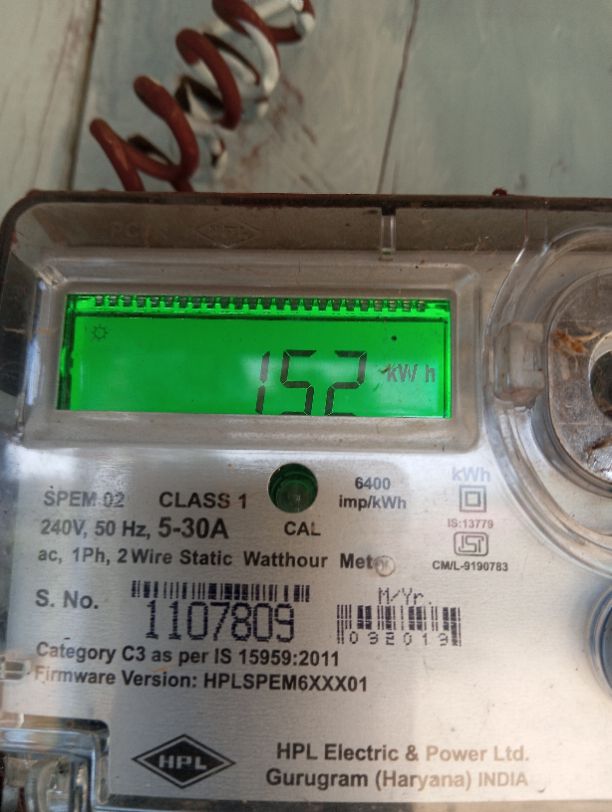 152 kWh
SPEM 02 CLASS 1
6400
imp/kWh
kWh
240V, 50 Hz, 5-30A
CAL
IS:13779
ISI
CM/L-9190783
ac, 1Ph, 2 Wire Static Watthour Meter
S. No. 1107809
M/Yr.
092019
Category C3 as per IS 15959:2011
Firmware Version: HPLSPEM6XXX01
HPL
HPL Electric & Power Ltd.
Gurugram (Haryana) INDIA